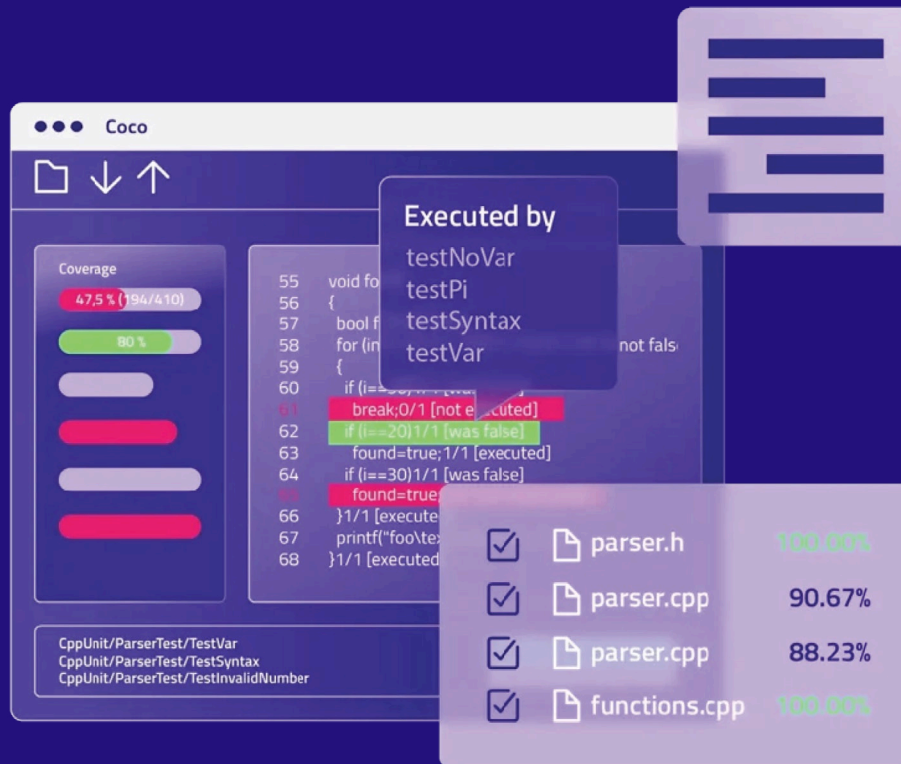 Coco
Executed by
testNoVar
testPi
testSyntax
testVar
Coverage
47,5 % (194/410)
80 %
55 void fo
56 {
57 bool f
58 for (in not fals
59 {
60 if (i==
61 break;0/1 [not executed]
62 if (i==20)1/1 [was false]
63 found=true;1/1 [executed]
64 if (i==30)1/1 [was false]
found=true;
66 }1/1 [execute
67 printf("foo\te
68 }1/1 [executed
CppUnit/ParserTest/TestVar
CppUnit/ParserTest/TestSyntax
CppUnit/ParserTest/TestInvalidNumber
parser.h 100.00%
parser.cpp 90.67%
parser.cpp 88.23%
functions.cpp 100.00%